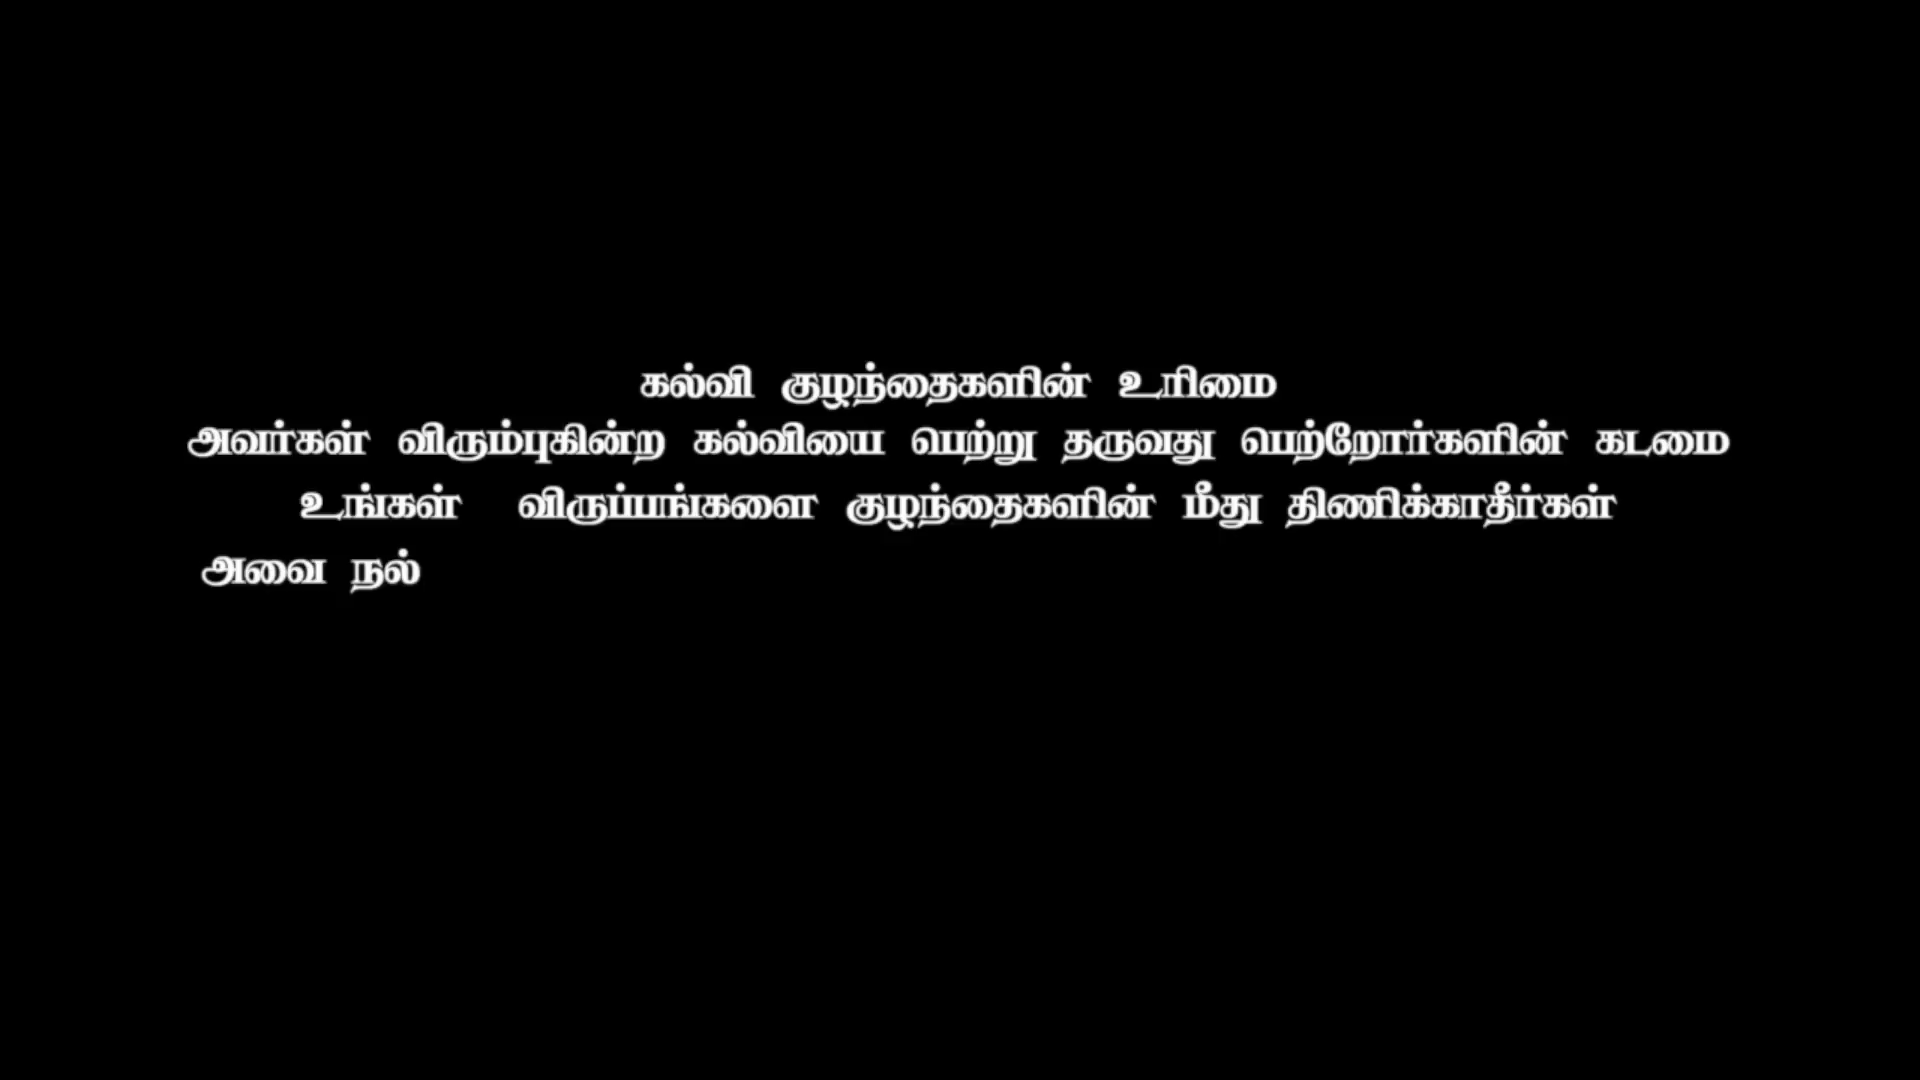 கல்வி குழந்தைகளின் உரிமை
அவர்கள் விரும்புகின்ற கல்வியை பெற்று தருவது பெற்றோர்களின் கடமை
உங்கள் விருப்பங்களை குழந்தைகளின் மீது திணிக்காதீர்கள்
அவை நல்